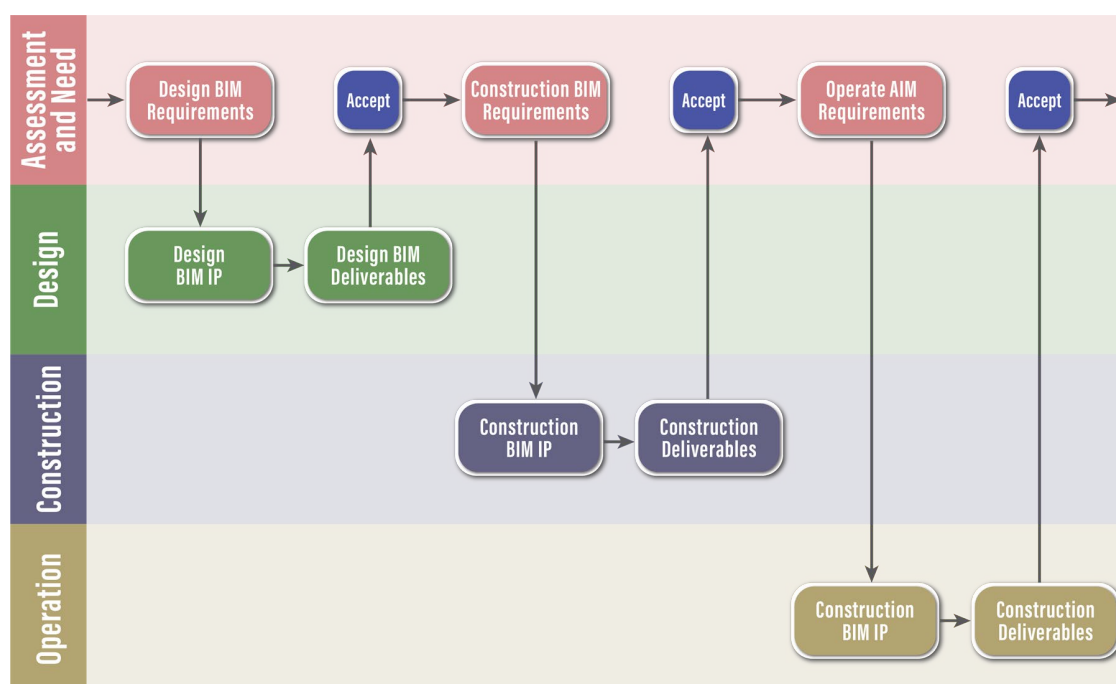 Assessment
and Need
Design BIM
Requirements
Accept
Construction BIM
Requirements
Accept
Operate AIM
Requirements
Accept
Design
Design
BIM IP
Design BIM
Deliverables
Construction
Construction
BIM IP
Construction
Deliverables
Operation
Construction
BIM IP
Construction
Deliverables